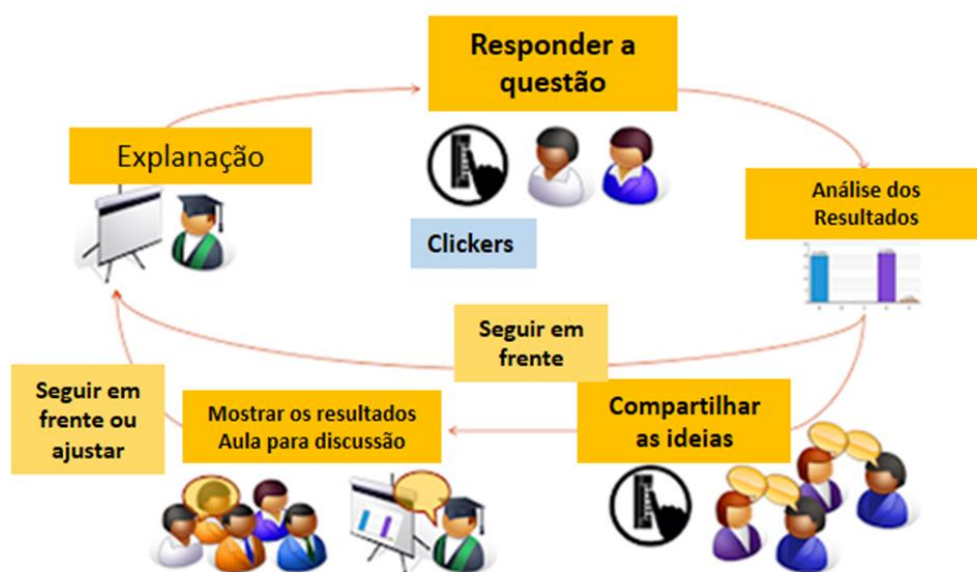 Responder a
questão
Explanação
Análise dos
Resultados
Clickers
Seguir em
frente
Seguir em
frente ou
ajustar
Mostrar os resultados
Aula para discussão
Compartilhar
as ideias